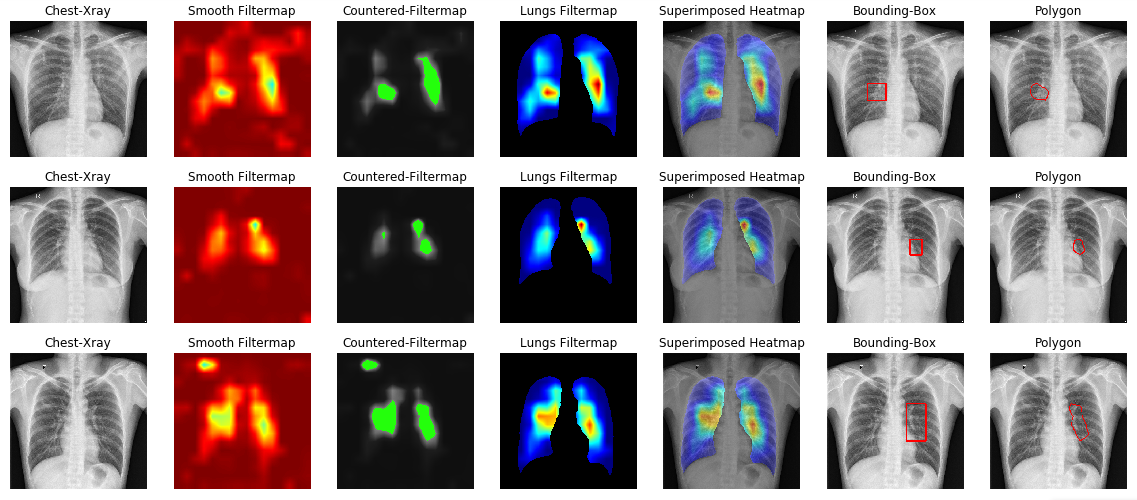 Chest-Xray Smooth Filtermap Countered-Filtermap Lungs Filtermap Superimposed Heatmap Bounding-Box Polygon
Chest-Xray Smooth Filtermap Countered-Filtermap Lungs Filtermap Superimposed Heatmap Bounding-Box Polygon
R R R R
Chest-Xray Smooth Filtermap Countered-Filtermap Lungs Filtermap Superimposed Heatmap Bounding-Box Polygon